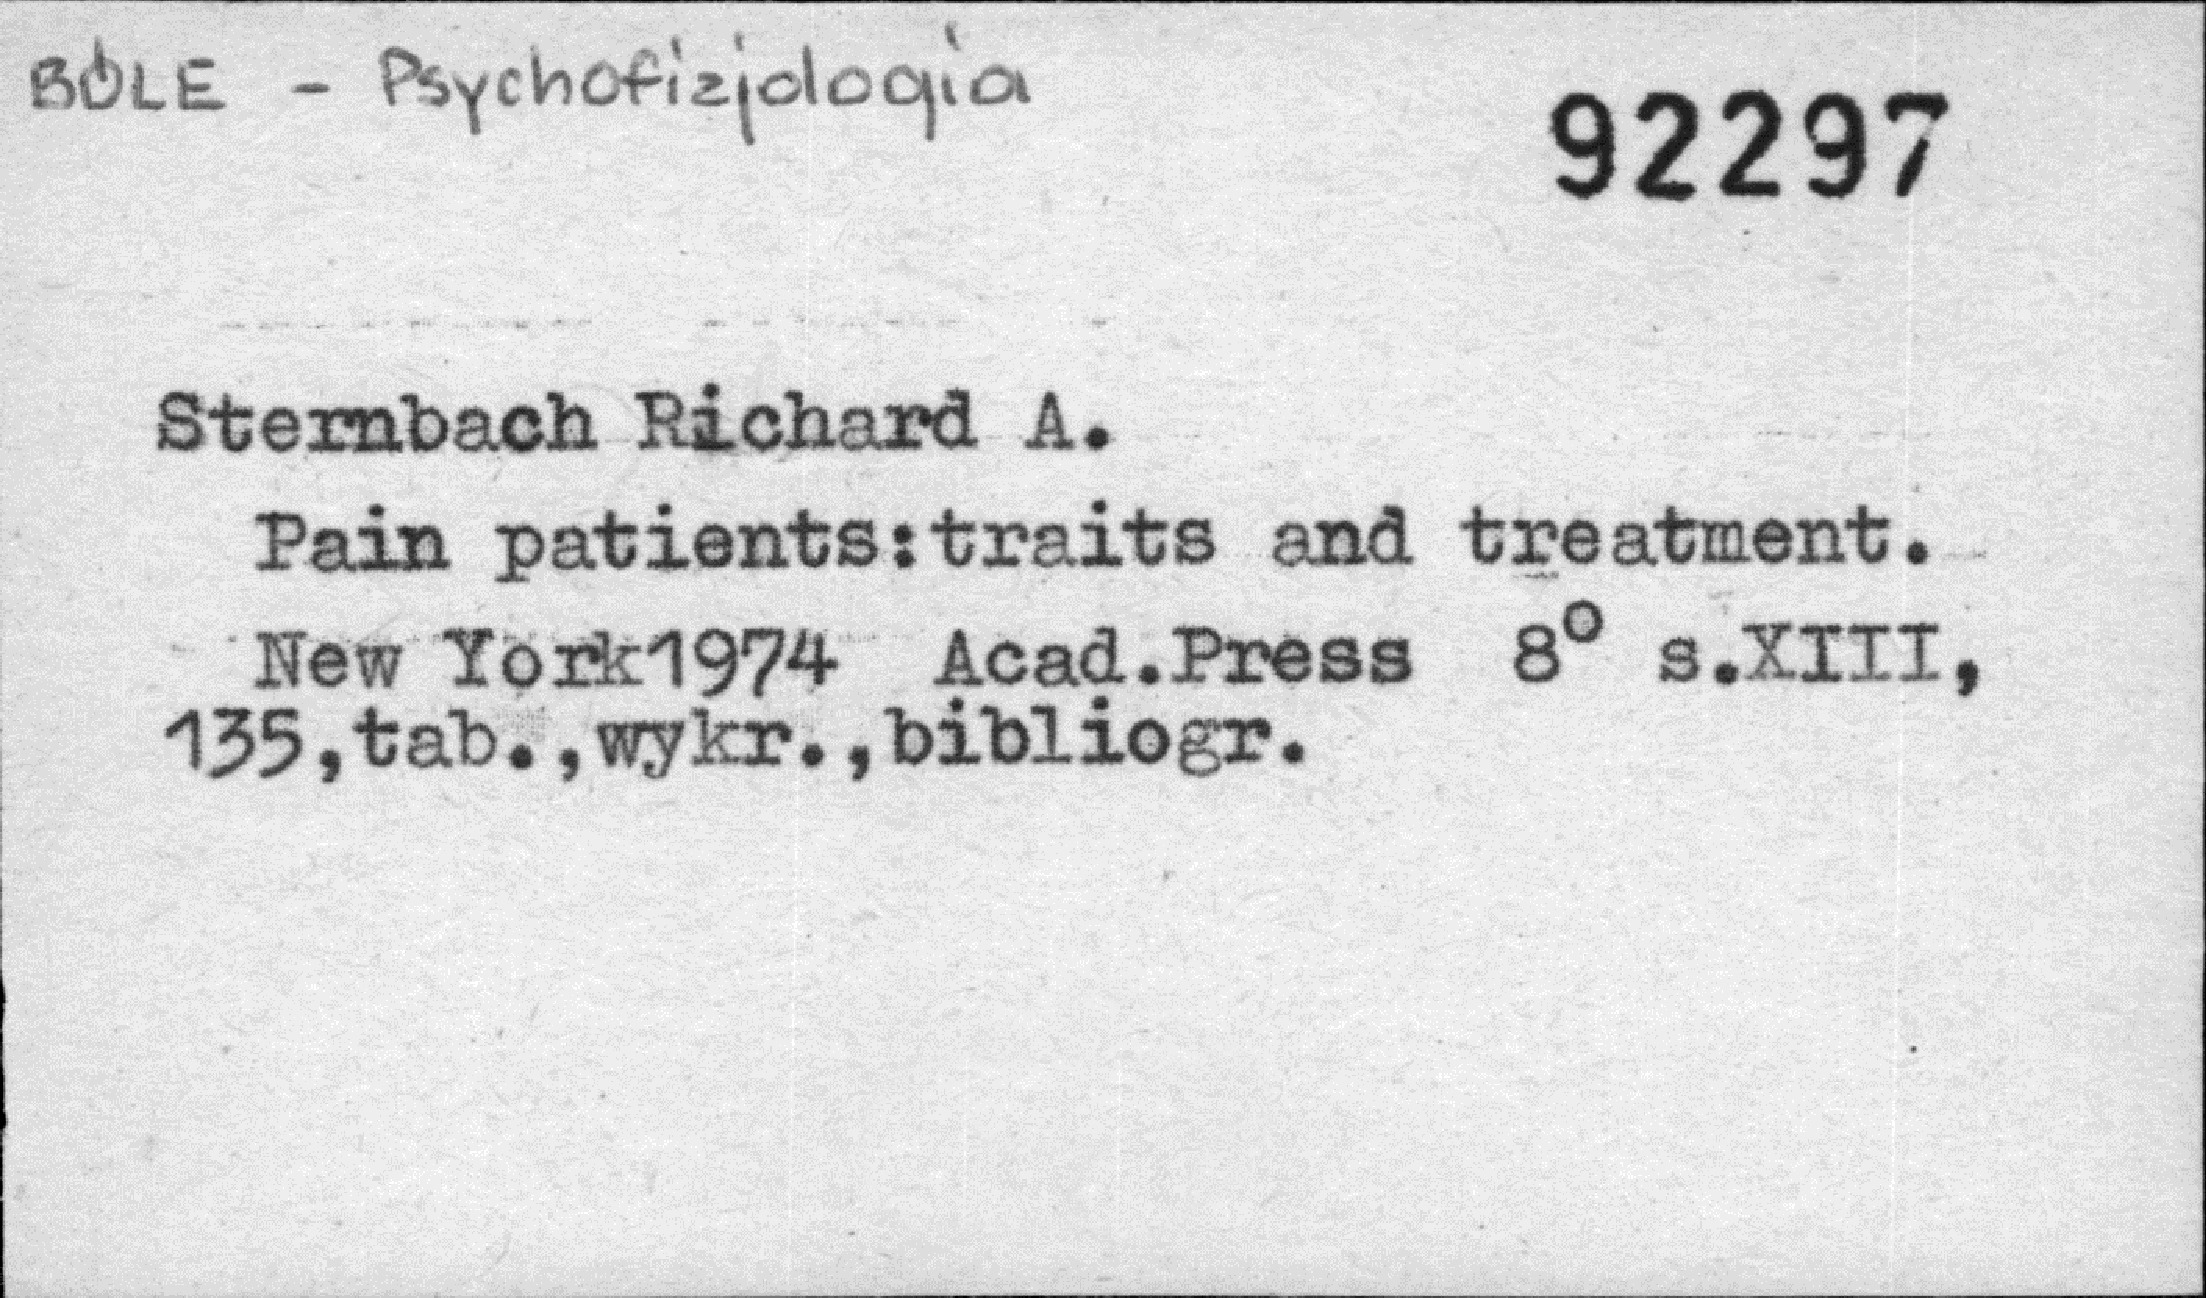 BÓLE - Psychofizjologia
92297
Sternbach Richard A.
Pain patients:traits and treatment.
New York1974 Acad.Press 8° s.XIII,
135,tab.,wykr.,bibliogr.